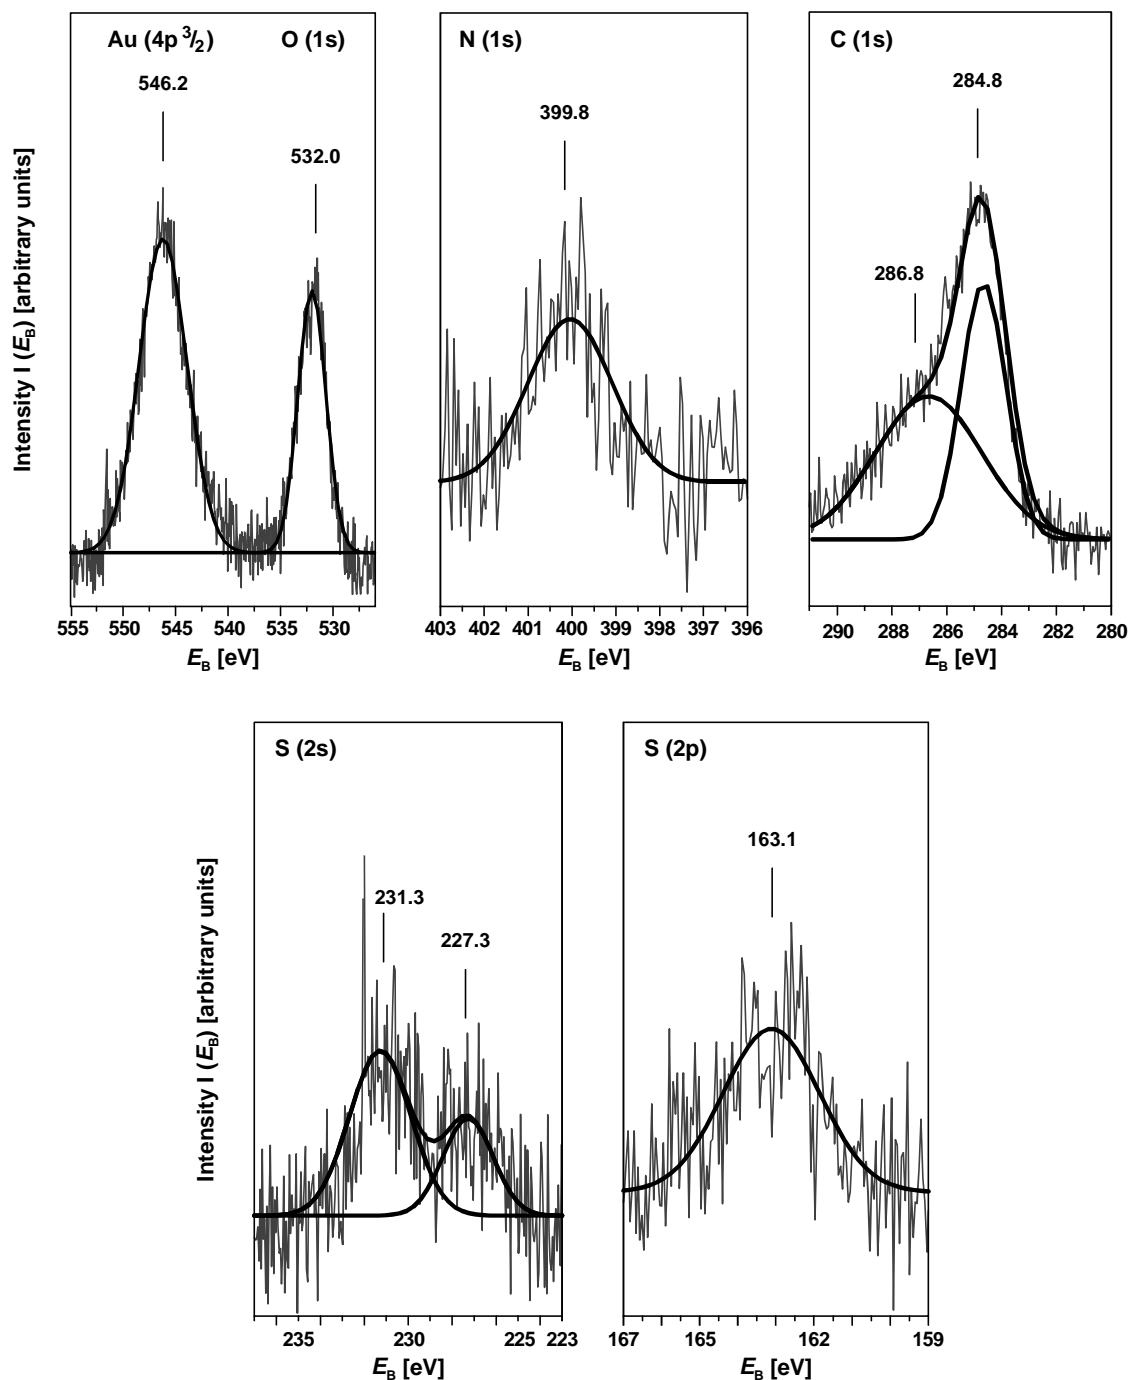 Au (4p 3/2) O (1s)
546.2
532.0
Intensity I (EB) [arbitrary units]
555 550 545 540 535 530
EB [eV]
N (1s)
399.8
403 402 401 400 399 398 397 396
EB [eV]
C (1s)
284.8
286.8
290 288 286 284 282 280
EB [eV]
S (2s)
231.3
227.3
Intensity I (EB) [arbitrary units]
235 230 225 223
EB [eV]
S (2p)
163.1
167 165 162 159
EB [eV]